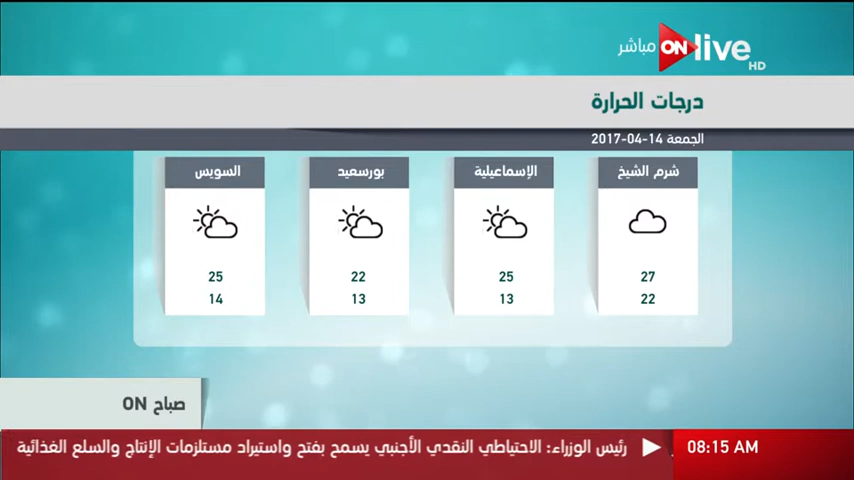 مباشر ON live HD
درجات الحرارة
الجمعة 14-04-2017
شرم الشيخ
27
22
الإسماعيلية
25
13
بورسعيد
22
13
السويس
25
14
صباح ON
رئيس الوزراء: الاحتياطي النقدي الأجنبي يسمح بفتح واستيراد مستلزمات الإنتاج والسلع الغذائية
08:15 AM